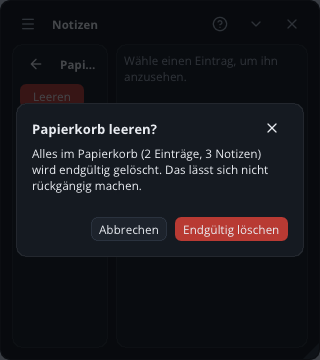 Notizen
Papi...
Wähle einen Eintrag, um ihn
anzusehen.
Leeren
Papierkorb leeren?
Alles im Papierkorb (2 Einträge, 3 Notizen)
wird endgültig gelöscht. Das lässt sich nicht
rückgängig machen.
Abbrechen
Endgültig löschen